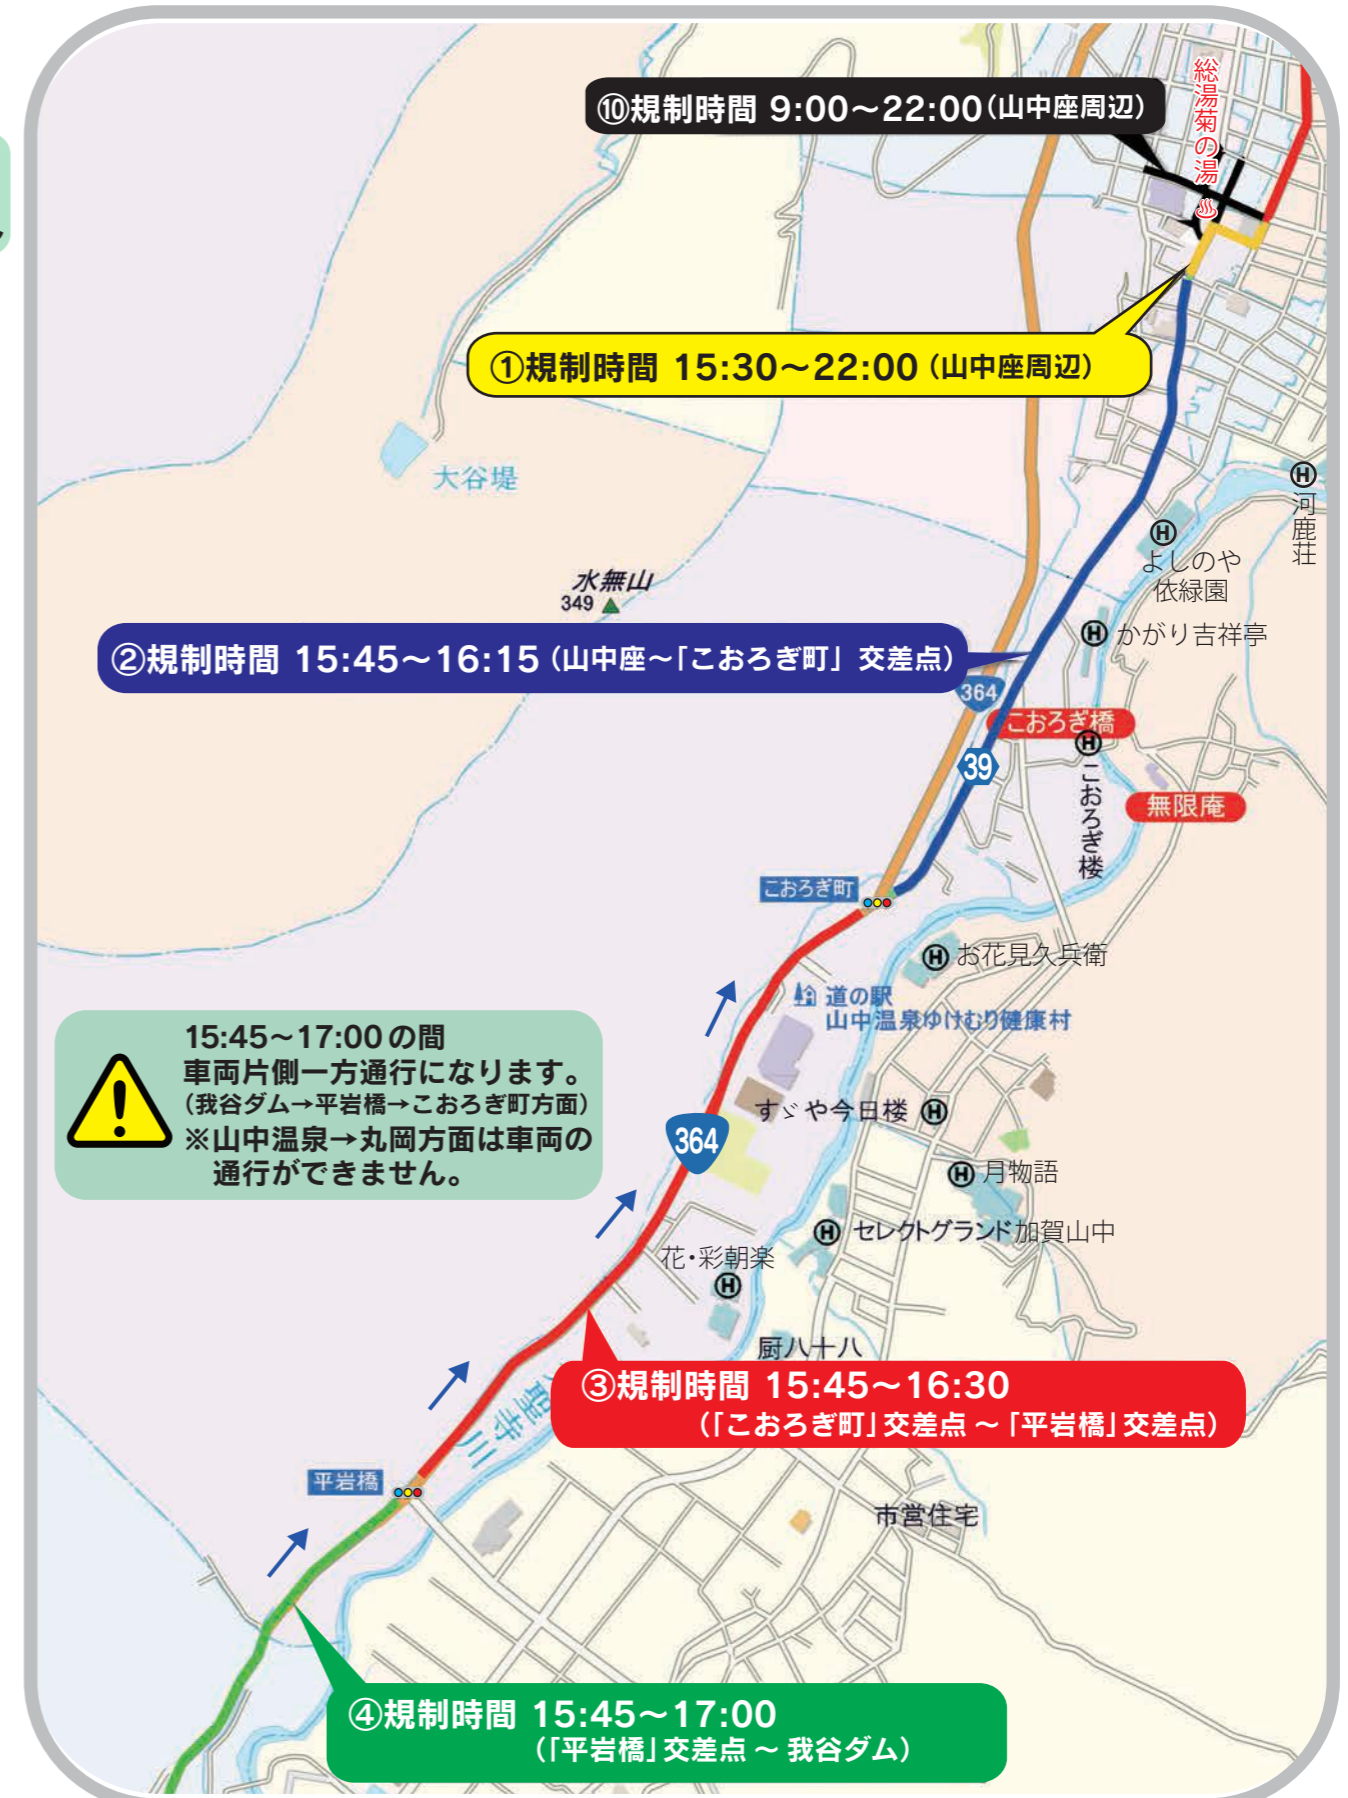 ⑩規制時間 9:00～22:00(山中座周辺)
総湯菊の湯
①規制時間 15:30～22:00(山中座周辺)
大谷堤
河鹿荘
H
水無山
349
H
よしのや
依緑園
H かがり吉祥亭
②規制時間 15:45～16:15(山中座～「こおろぎ町」交差点)
364
こおろぎ橋
H
こおろぎ楼
39
無限庵
こおろぎ町
H お花見久兵衛
道の駅
山中温泉ゆけむり健康村
15:45～17:00の間
車両片側一方通行になります。
(我谷ダム→平岩橋→こおろぎ町方面)
※山中温泉→丸岡方面は車両の
通行ができません。
すゞや今日楼 H
364
H 月物語
H セレクトグランド加賀山中
花・彩朝楽
H
厨八十八
③規制時間 15:45～16:30
(「こおろぎ町」交差点～「平岩橋」交差点)
聖寺川
平岩橋
市営住宅
④規制時間 15:45～17:00
(「平岩橋」交差点～我谷ダム)